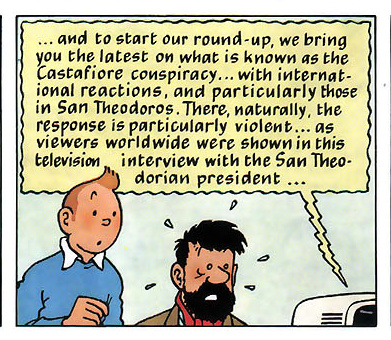 ... and to start our round-up, we bring
you the latest on what is known as the
Castafiore conspiracy... with internat-
ional reactions, and particularly those
in San Theodoros. There, naturally, the
response is particularly violent... as
viewers worldwide were shown in this
television interview with the San Theo-
dorian president ...